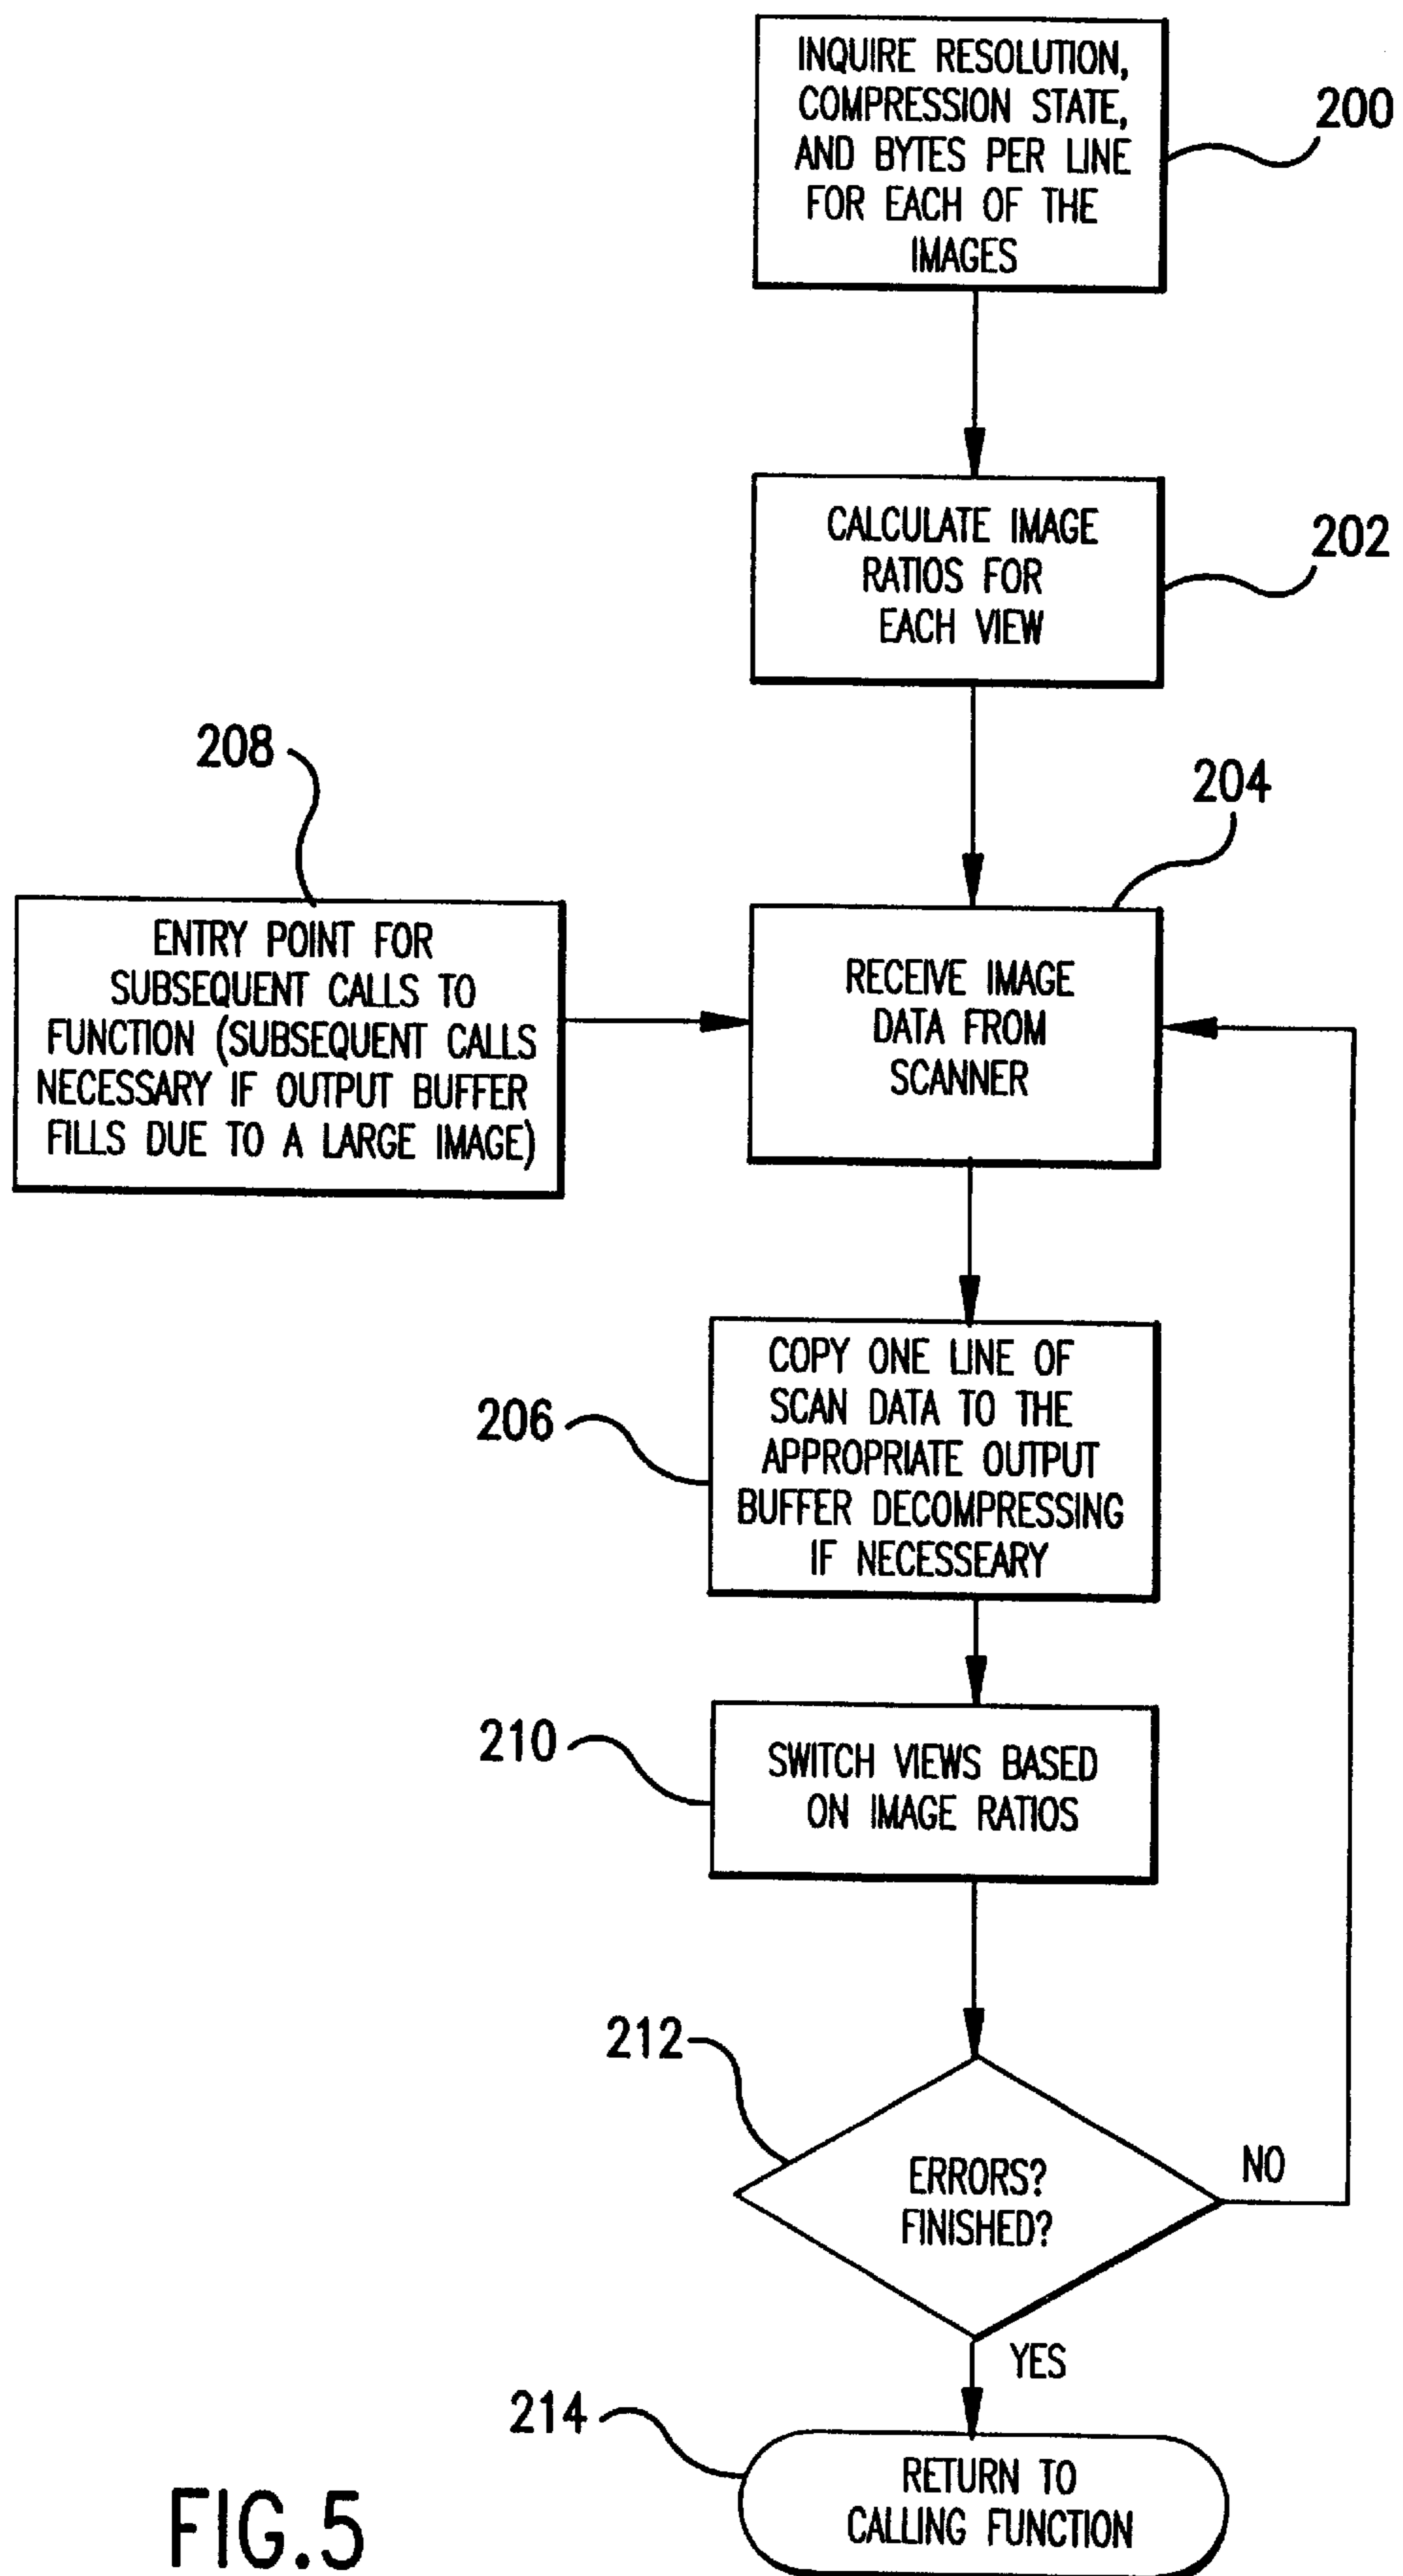 INQUIRE RESOLUTION,
COMPRESSION STATE,
AND BYTES PER LINE
FOR EACH OF THE
IMAGES
200
CALCULATE IMAGE
RATIOS FOR
EACH VIEW
202
208
ENTRY POINT FOR
SUBSEQUENT CALLS TO
FUNCTION (SUBSEQUENT CALLS
NECESSARY IF OUTPUT BUFFER
FILLS DUE TO A LARGE IMAGE)
204
RECEIVE IMAGE
DATA FROM
SCANNER
206
COPY ONE LINE OF
SCAN DATA TO THE
APPROPRIATE OUTPUT
BUFFER DECOMPRESSING
IF NECESSEARY
210
SWITCH VIEWS BASED
ON IMAGE RATIOS
212
ERRORS?
FINISHED?
NO
YES
214
RETURN TO
CALLING FUNCTION
FIG.5